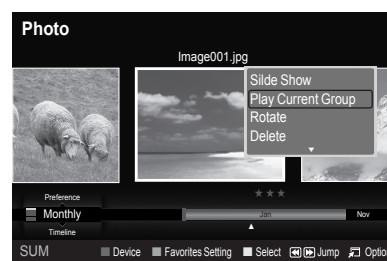 Photo
Image001.jpg
Silde Show
Play Current Group
Rotate
Delete
Preference
Monthly
Jan
Nov
Timeline
SUM Device Favorites Setting Select Jump Optio